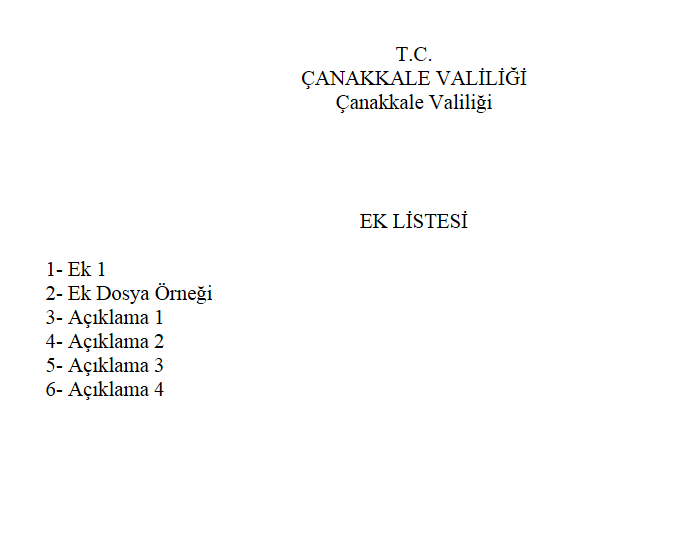 T.C.
ÇANAKKALE VALİLİĞİ
Çanakkale Valiliği
EK LİSTESİ
1- Ek 1
2- Ek Dosya Örneği
3- Açıklama 1
4- Açıklama 2
5- Açıklama 3
6- Açıklama 4